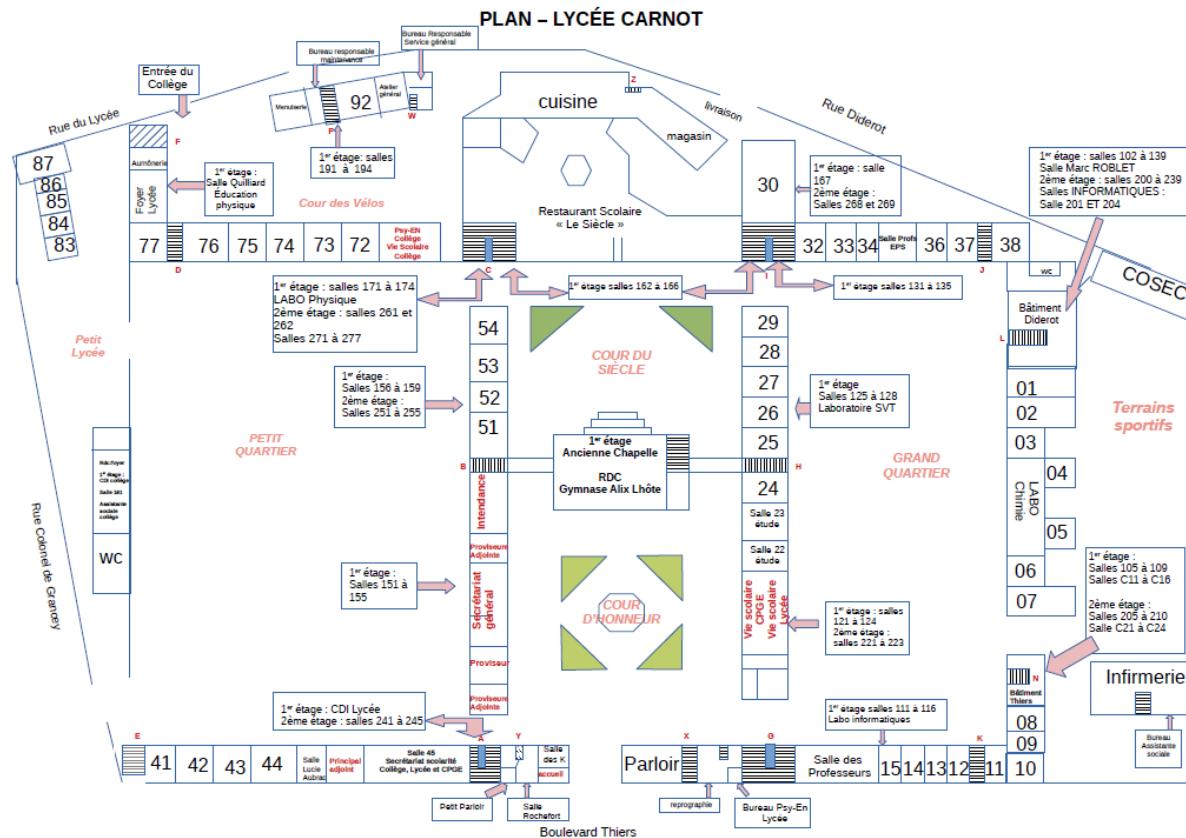 PLAN – LYCÉE CARNOT
Bureau Responsable
Service général
Bureau responsable
maintenance
Entrée du
Collège
Rue du Lycée
Menuiserie
92
Atelier
général
W
P
F
cuisine
Z
livraison
magasin
Rue Diderot
87
86
85
84
83
Aumônerie
Foyer
Lycée
1er étage :
Salle Quilliard
Éducation
physique
1er étage: salles
191 à 194
Cour des Vélos
Restaurant Scolaire
« Le Siècle »
30
1er étage : salle
167
2ème étage :
Salles 268 et 269
1er étage : salles 102 à 139
Salle Marc ROBLET
2ème étage : salles 200 à 239
Salles INFORMATIQUES :
Salle 201 ET 204
77
76
75
74
73
72
Psy-EN
Collège
Vie Scolaire
Collège
32
33
34
Salle Profs
EPS
36
37
38
D
C
I
J
wc
COSEC
1er étage : salles 171 à 174
LABO Physique
2ème étage : salles 261 et
262
Salles 271 à 277
1er étage salles 162 à 166
1er étage : salles 131 à 135
Bâtiment
Diderot
L
Petit
Lycée
54
53
52
51
COUR DU
SIÈCLE
29
28
27
26
25
1er étage :
Salles 156 à 159
2ème étage :
Salles 251 à 255
1er étage
Salles 125 à 128
Laboratoire SVT
01
02
03
04
05
06
07
LABO
Chimie
Terrains
sportifs
PETIT
QUARTIER
1er étage
Ancienne Chapelle
RDC
Gymnase Alix Lhôte
GRAND
QUARTIER
B
H
Rdc:foyer
1er étage :
CDI collège
Salle 181
Assistante
sociale
collège
WC
Rue Colonel de Grancey
Intendance
Proviseure
Adjointe
Secrétariat
général
Proviseur
Proviseure
Adjointe
24
Salle 23
étude
Salle 22
étude
Vie scolaire
CPGE
Vie scolaire
Lycée
1er étage :
Salles 151 à
155
COUR
D'HONNEUR
1er étage : salles
121 à 124
2ème étage :
salles 221 à 223
1er étage :
Salles 105 à 109
Salles C11 à C16
2ème étage :
Salles 205 à 210
Salle C21 à C24
N
Bâtiment
Thiers
08
09
10
Infirmerie
Bureau
Assistante
sociale
1er étage : CDI Lycée
2ème étage : salles 241 à 245
1er étage salles 111 à 116
Labo informatiques
E
A
Y
X
G
K
41
42
43
44
Salle
Lucie
Aubrac
Principal
adjoint
Salle 45
Secrétariat scolarité
Collège, Lycée et CPGE
Salle
des K
accueil
Parloir
Salle des
Professeurs
15
14
13
12
11
Petit Parloir
Salle
Rochefort
reprographie
Bureau Psy-En
Lycée
Boulevard Thiers